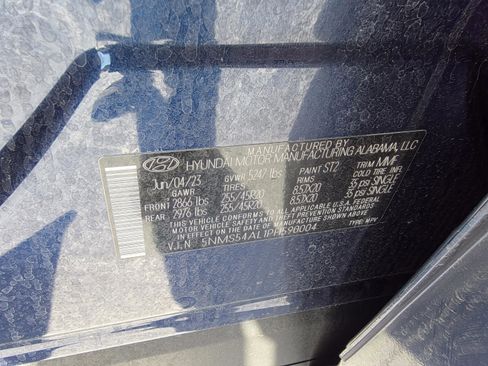 MANUFACTURED BY
HYUNDAI MOTOR MANUFACTURING ALABAMA, LLC
Jun/04/23 GVWR 5247 lbs PAINT ST2 TRIM MMF
GAWR TIRES RIMS COLD TIRE INFL
FRONT 2866 lbs 255/45R20 8.5JX20 35 psi SINGLE
REAR 2976 lbs 255/45R20 8.5JX20 35 psi SINGLE
THIS VEHICLE CONFORMS TO ALL APPLICABLE U.S. FEDERAL
MOTOR VEHICLE SAFETY AND THEFT PREVENTION STANDARDS
IN EFFECT ON THE DATE OF MANUFACTURE SHOWN ABOVE.
V.I.N TYPE: MPV